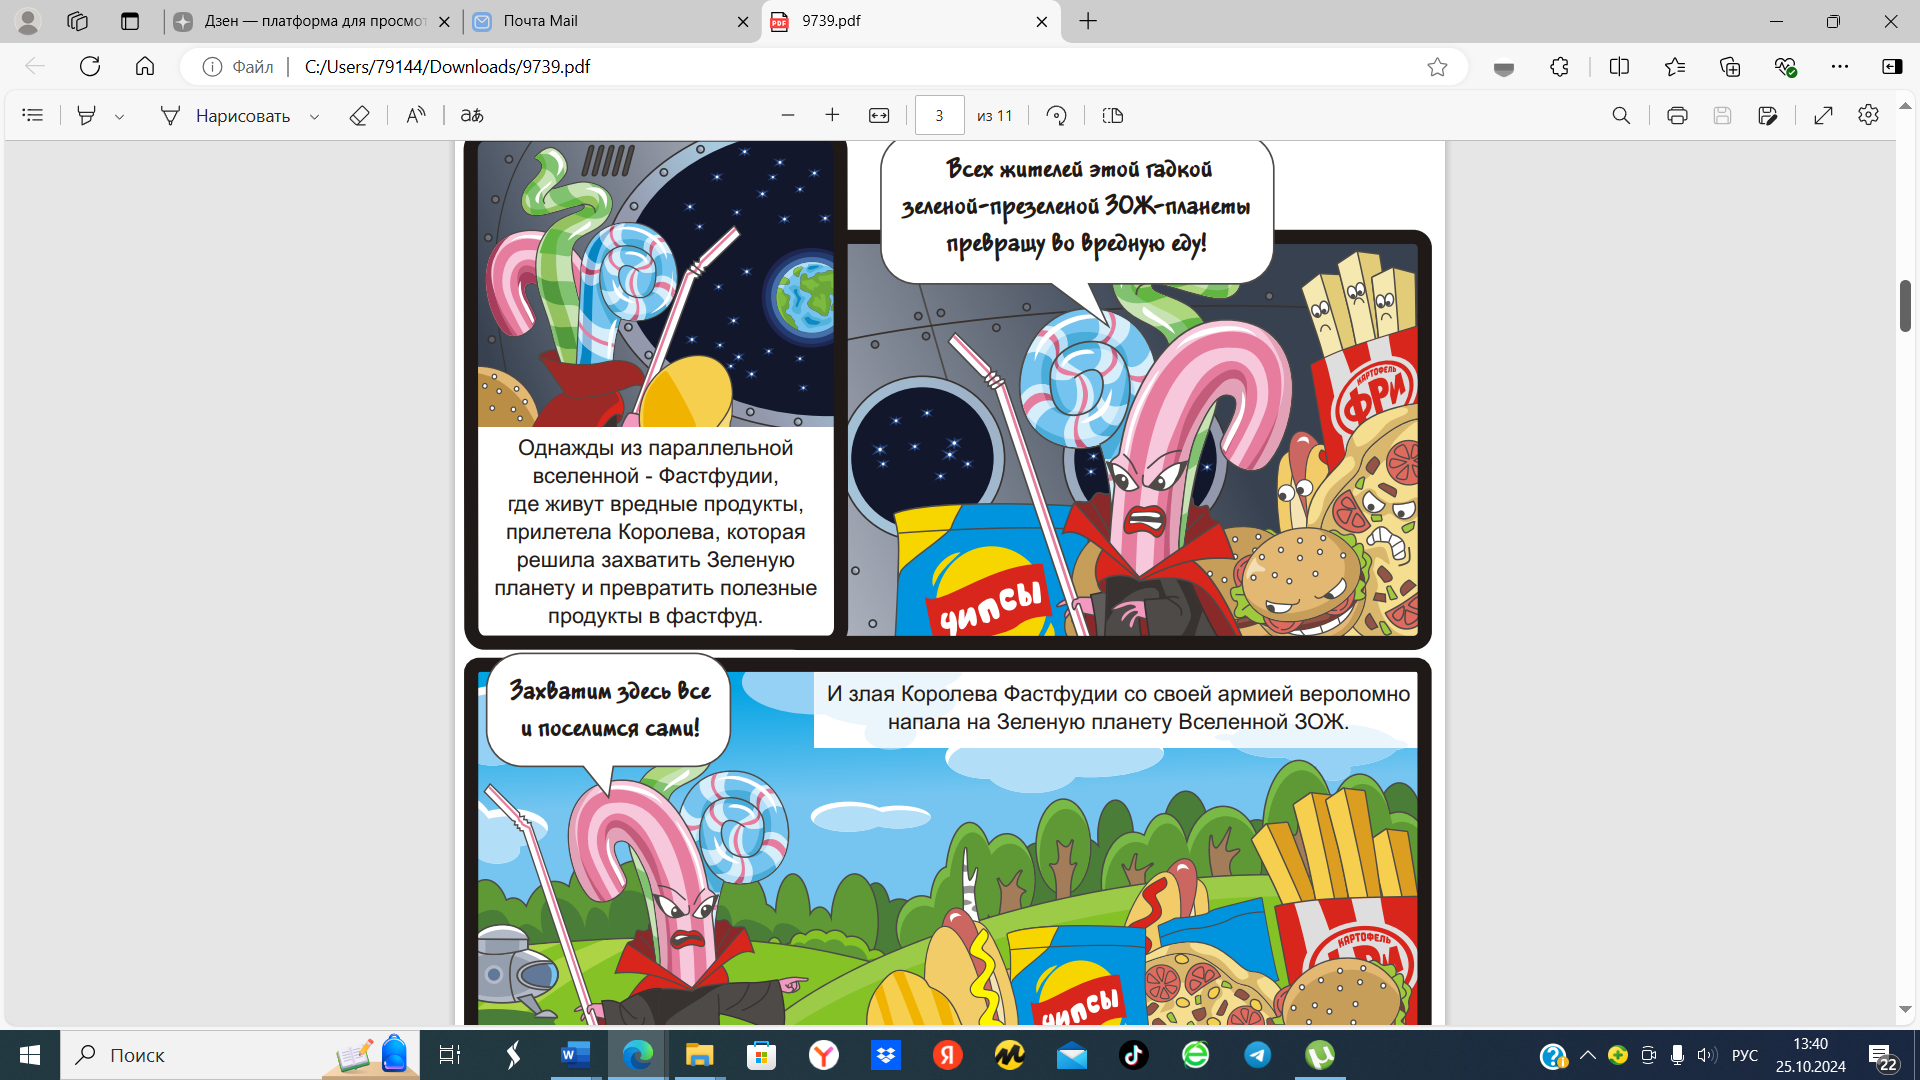 Дзен — платформа для просмот
Почта Mail
9739.pdf
Файл
C:/Users/79144/Downloads/9739.pdf
Нарисовать
3
из 11
Всех жителей этой гадкой
зеленой-презеленой ЗОЖ-планеты
превращу во вредную еду!
КАРТОФЕЛЬ
ФРИ
ЧИПСЫ
Однажды из параллельной
вселенной - Фастфудии,
где живут вредные продукты,
прилетела Королева, которая
решила захватить Зеленую
планету и превратить полезные
продукты в фастфуд.
Захватим здесь все
и поселимся сами!
И злая Королева Фастфудии со своей армией вероломно
напала на Зеленую планету Вселенной ЗОЖ.
КАРТОФЕЛЬ
ФРИ
ЧИПСЫ
Поиск
РУС
13:40
25.10.2024
22